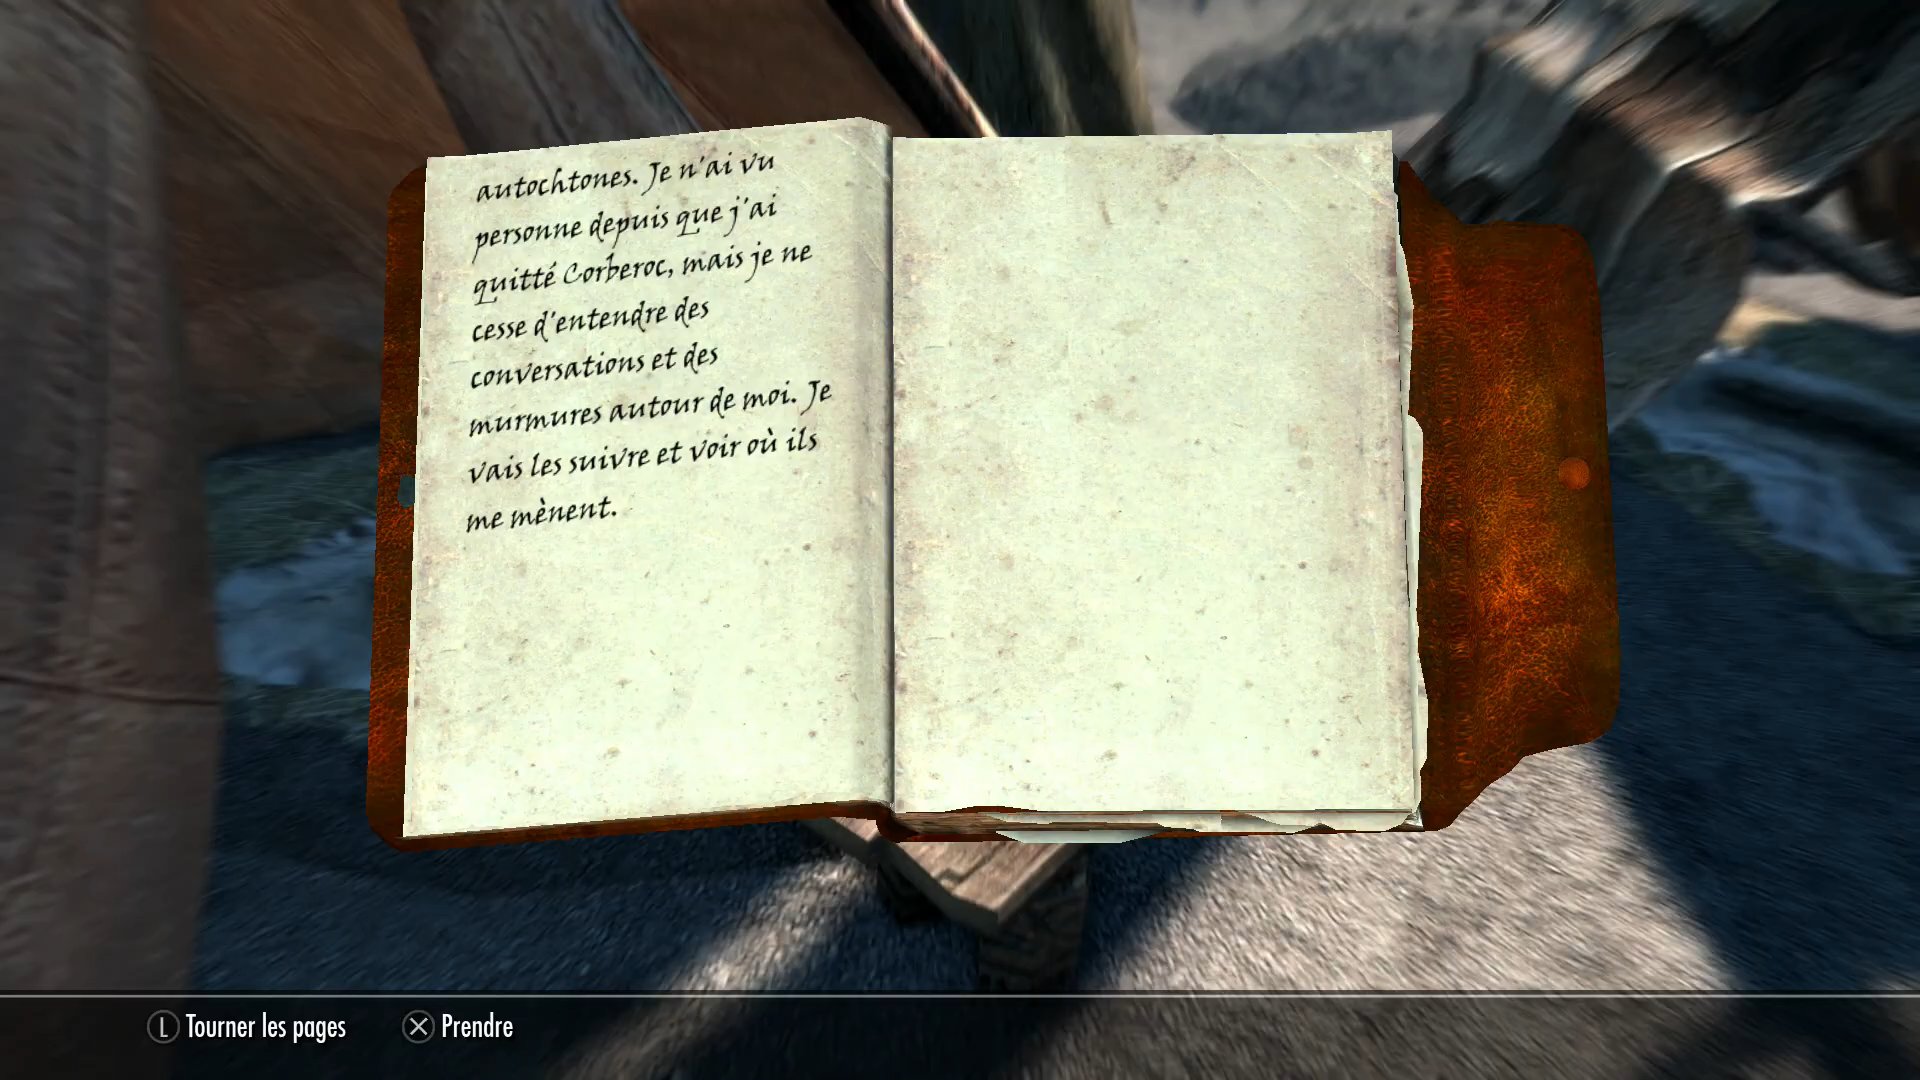 autochtones. Je n'ai vu
personne depuis que j'ai
quitté Corberoc, mais je ne
cesse d'entendre des
conversations et des
murmures autour de moi. Je
vais les suivre et voir où ils
me mènent.
L Tourner les pages
X Prendre